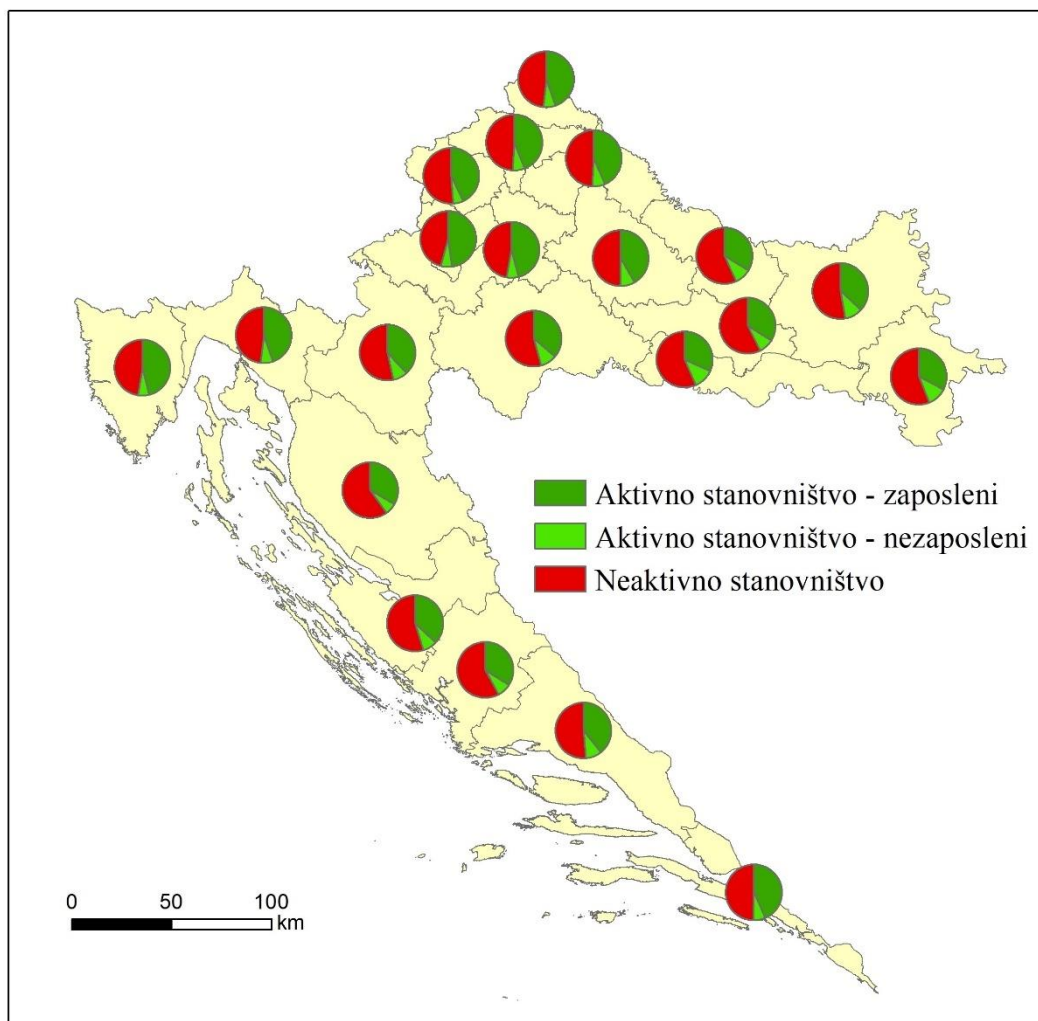 Aktivno stanovništvo - zaposleni
Aktivno stanovništvo - nezaposleni
Neaktivno stanovništvo
0 50 100
km